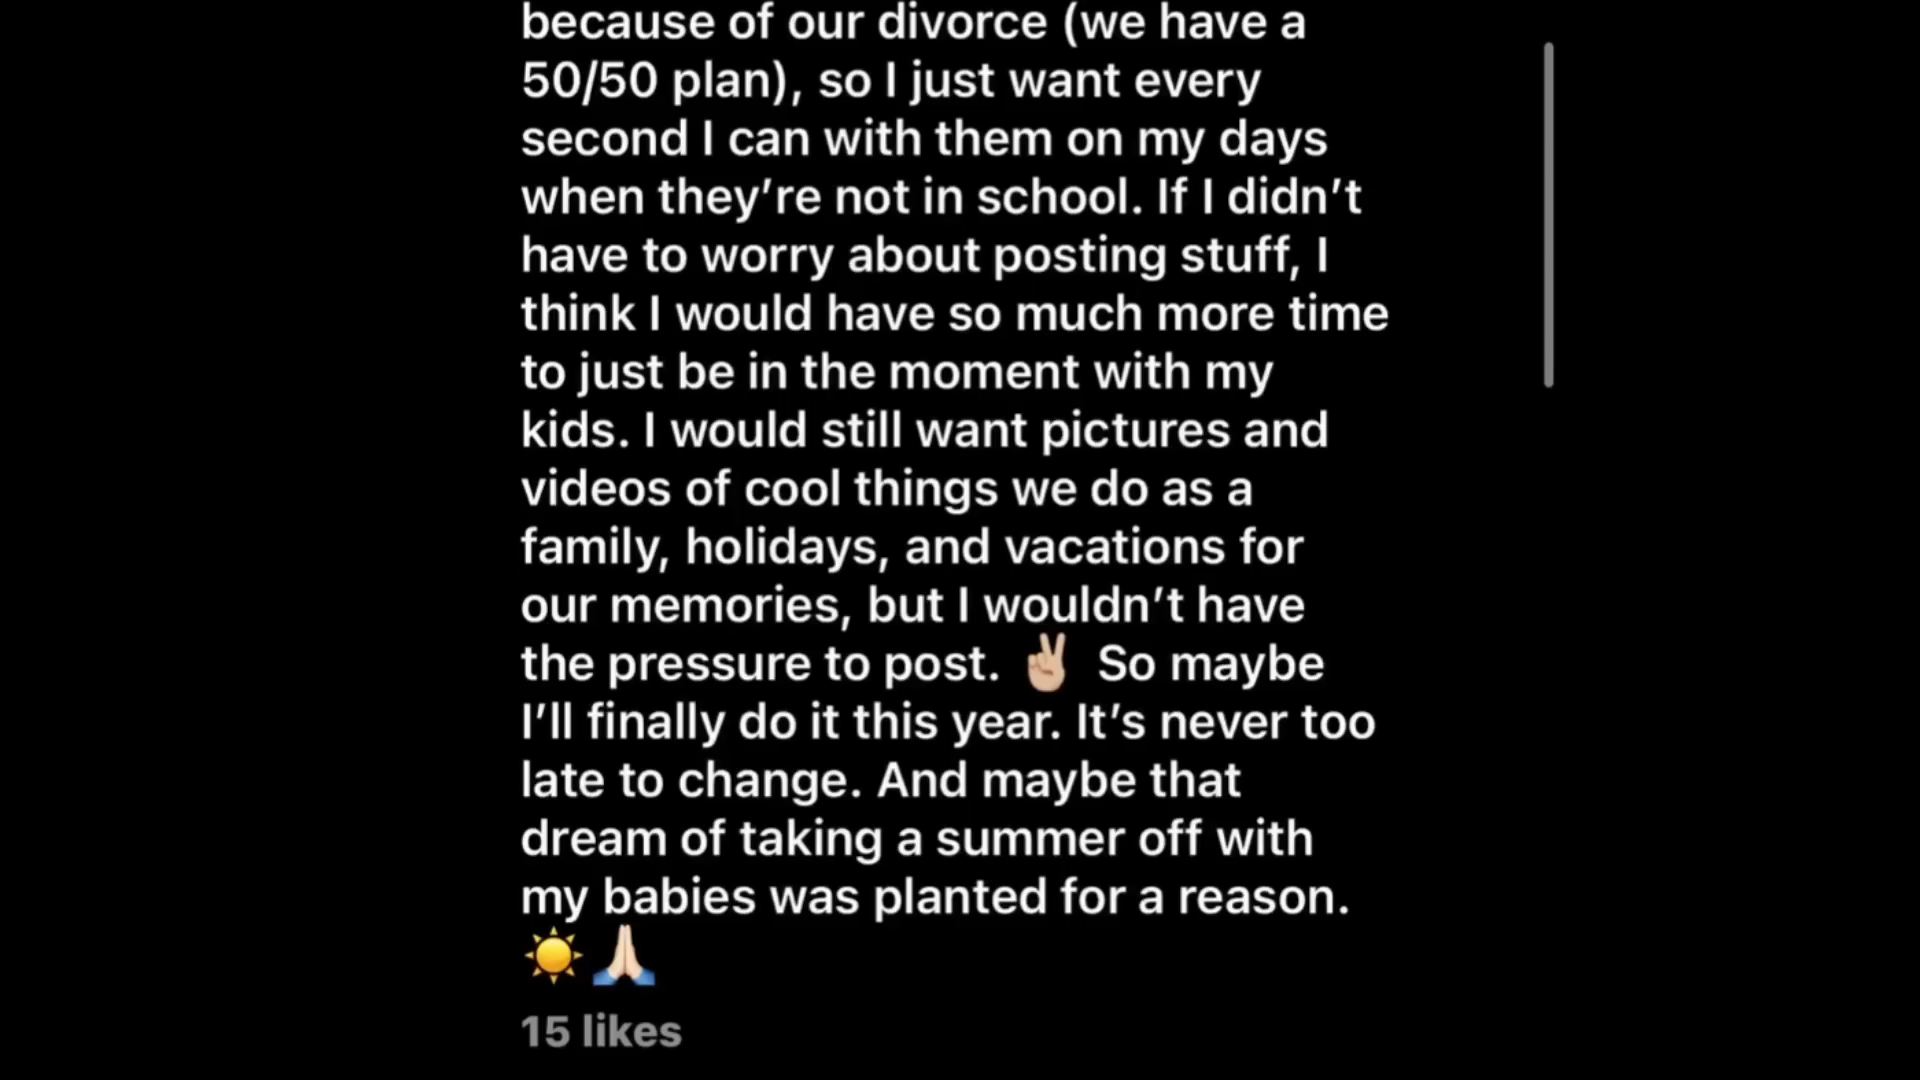 because of our divorce (we have a
50/50 plan), so I just want every
second I can with them on my days
when they’re not in school. If I didn’t
have to worry about posting stuff, I
think I would have so much more time
to just be in the moment with my
kids. I would still want pictures and
videos of cool things we do as a
family, holidays, and vacations for
our memories, but I wouldn’t have
the pressure to post. ✌🏼 So maybe
I’ll finally do it this year. It’s never too
late to change. And maybe that
dream of taking a summer off with
my babies was planted for a reason.
☀️🙏🏻
15 likes